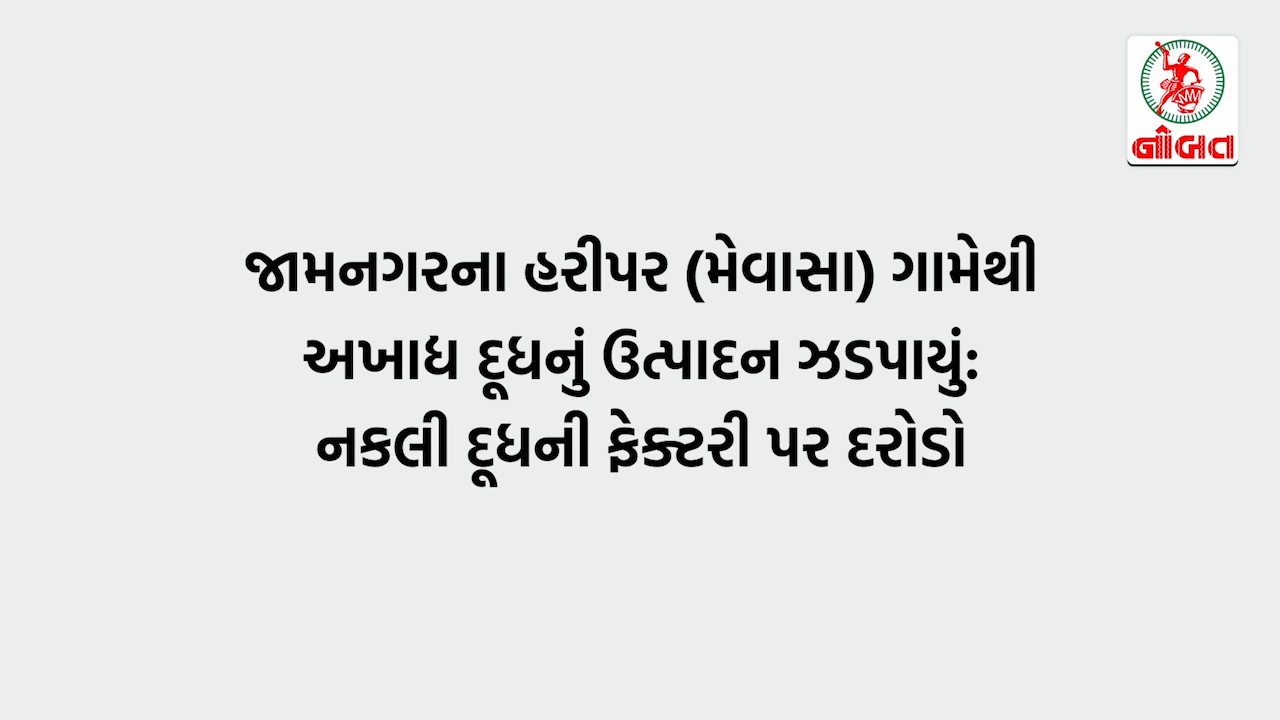 નોબત
જામનગરના હરીપર (મેવાસા) ગામેથી
અખાદ્ય દૂધનું ઉત્પાદન ઝડપાયું:
નકલી દૂધની ફેક્ટરી પર દરોડો